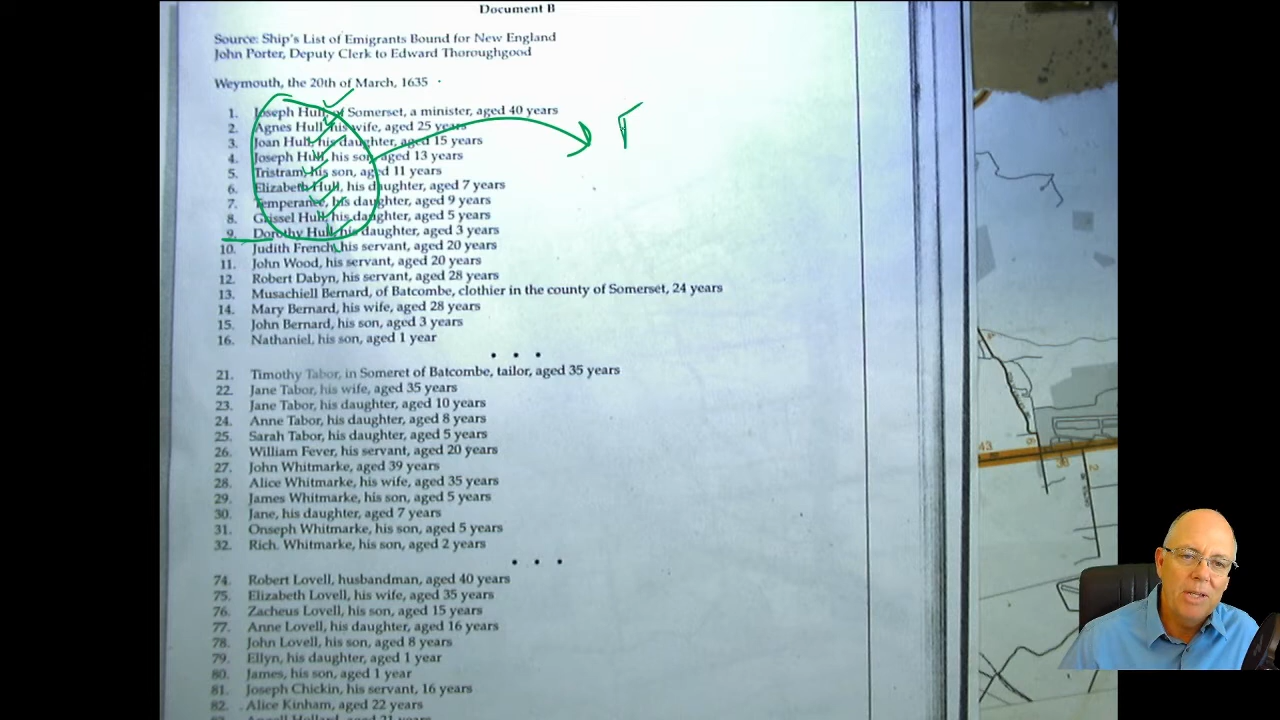 Document B
Source: Ship's List of Emigrants Bound for New England
John Porter, Deputy Clerk to Edward Thoroughgood
Weymouth, the 20th of March, 1635
1. Joseph Hull, of Somerset, a minister, aged 40 years
2. Agnes Hull, his wife, aged 25 years
3. Joan Hull, his daughter, aged 15 years
4. Joseph Hull, his son, aged 13 years
5. Tristram, his son, aged 11 years
6. Elizabeth Hull, his daughter, aged 7 years
7. Temperance, his daughter, aged 9 years
8. Grissel Hull, his daughter, aged 5 years
9. Dorothy Hull, his daughter, aged 3 years
10. Judith French, his servant, aged 20 years
11. John Wood, his servant, aged 20 years
12. Robert Dabyn, his servant, aged 28 years
13. Musachiell Bernard, of Batcombe, clothier in the county of Somerset, 24 years
14. Mary Bernard, his wife, aged 28 years
15. John Bernard, his son, aged 3 years
16. Nathaniel, his son, aged 1 year
• • •
21. Timothy Tabor, in Someret of Batcombe, tailor, aged 35 years
22. Jane Tabor, his wife, aged 35 years
23. Jane Tabor, his daughter, aged 10 years
24. Anne Tabor, his daughter, aged 8 years
25. Sarah Tabor, his daughter, aged 5 years
26. William Fever, his servant, aged 20 years
27. John Whitmarke, aged 39 years
28. Alice Whitmarke, his wife, aged 35 years
29. James Whitmarke, his son, aged 5 years
30. Jane, his daughter, aged 7 years
31. Onseph Whitmarke, his son, aged 5 years
32. Rich. Whitmarke, his son, aged 2 years
• • •
74. Robert Lovell, husbandman, aged 40 years
75. Elizabeth Lovell, his wife, aged 35 years
76. Zacheus Lovell, his son, aged 15 years
77. Anne Lovell, his daughter, aged 16 years
78. John Lovell, his son, aged 8 years
79. Ellyn, his daughter, aged 1 year
80. James, his son, aged 1 year
81. Joseph Chickin, his servant, 16 years
82. Alice Kinham, aged 22 years
43